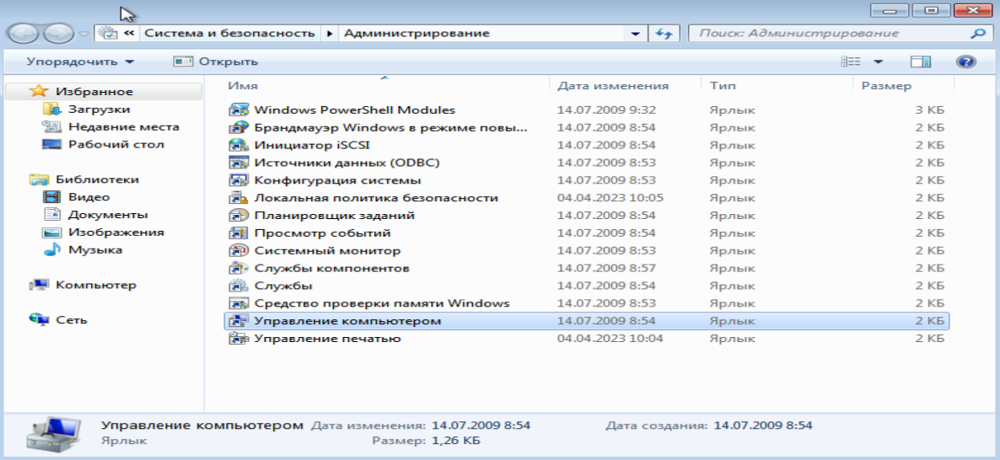 « Система и безопасность Администрирование Поиск: Администрирование
Упорядочить Открыть
Имя Дата изменения Тип Размер
Избранное
Загрузки
Недавние места
Рабочий стол
Библиотеки
Видео
Документы
Изображения
Музыка
Компьютер
Сеть
Windows PowerShell Modules 14.07.2009 9:32 Ярлык 3 КБ
Брандмауэр Windows в режиме повы... 14.07.2009 8:54 Ярлык 2 КБ
Инициатор iSCSI 14.07.2009 8:54 Ярлык 2 КБ
Источники данных (ODBC) 14.07.2009 8:53 Ярлык 2 КБ
Конфигурация системы 14.07.2009 8:53 Ярлык 2 КБ
Локальная политика безопасности 04.04.2023 10:05 Ярлык 2 КБ
Планировщик заданий 14.07.2009 8:54 Ярлык 2 КБ
Просмотр событий 14.07.2009 8:54 Ярлык 2 КБ
Системный монитор 14.07.2009 8:53 Ярлык 2 КБ
Службы компонентов 14.07.2009 8:57 Ярлык 2 КБ
Службы 14.07.2009 8:54 Ярлык 2 КБ
Средство проверки памяти Windows 14.07.2009 8:53 Ярлык 2 КБ
Управление компьютером 14.07.2009 8:54 Ярлык 2 КБ
Управление печатью 04.04.2023 10:04 Ярлык 2 КБ
Управление компьютером Дата изменения: 14.07.2009 8:54 Дата создания: 14.07.2009 8:54
Ярлык Размер: 1,26 КБ